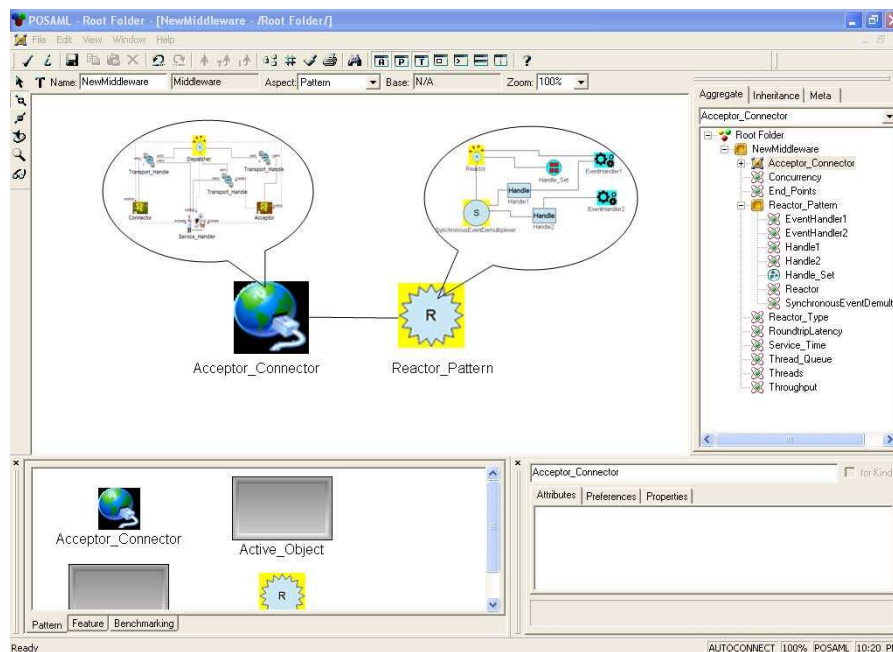 POSAML - Root Folder - [NewMiddleware - /Root Folder/]
File Edit View Window Help
Name: NewMiddleware Middleware Aspect: Pattern Base: N/A Zoom: 100%
Aggregate Inheritance Meta
Acceptor_Connector
Root Folder
NewMiddleware
Acceptor_Connector
Concurrency
End_Points
Reactor_Pattern
EventHandler1
EventHandler2
Handle1
Handle2
Handle_Set
Reactor
SynchronousEventDemult
Reactor_Type
RoundtripLatency
Service_Time
Thread_Queue
Threads
Throughput
Dispatcher
Transport_Handle
Transport_Handle
Transport_Handle
Connector
Acceptor
Service_Handler
Reactor
Handle_Set
EventHandler1
Handle
Handle1
S
Handle
Handle2
EventHandler2
SynchronousEventDemultiplexer
R
Acceptor_Connector
Reactor_Pattern
Acceptor_Connector
Active_Object
R
Pattern Feature Benchmarking
Acceptor_Connector
for Kind
Attributes Preferences Properties
Ready
AUTOCONNECT 100% POSAML 10:20 P